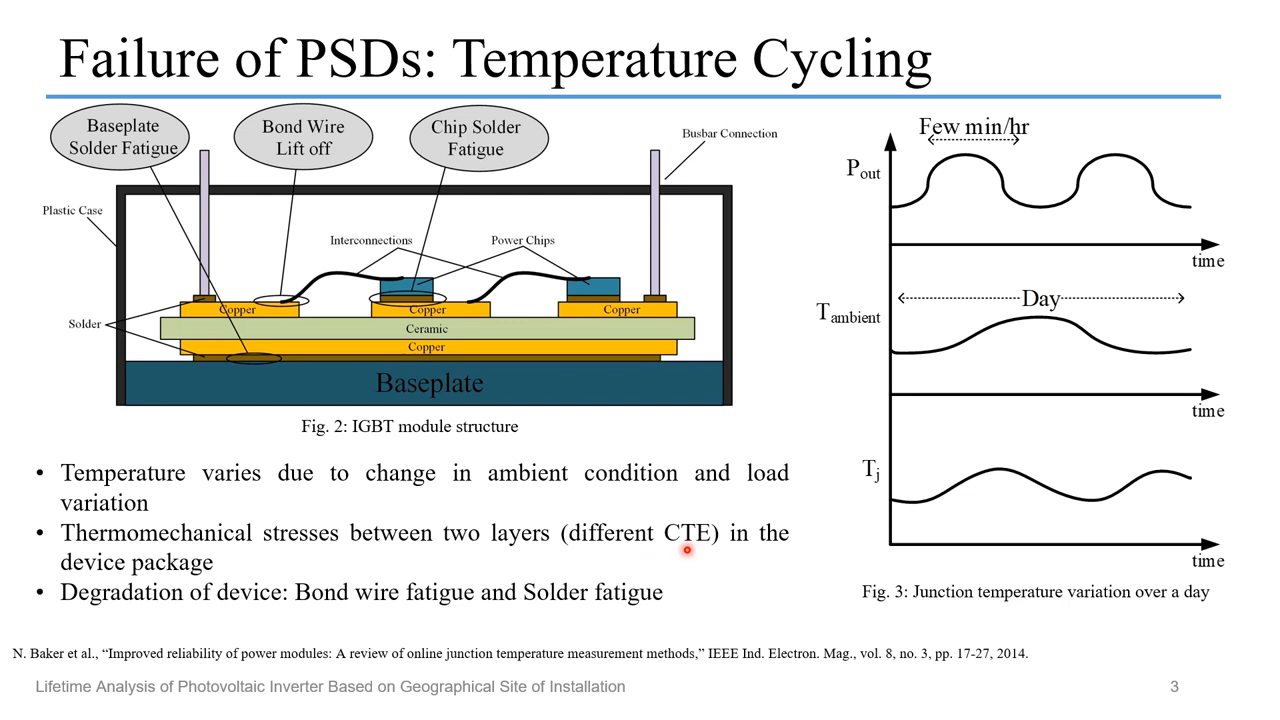 Failure of PSDs: Temperature Cycling
Baseplate
Solder Fatigue
Bond Wire
Lift off
Chip Solder
Fatigue
Busbar Connection
Plastic Case
Interconnections
Power Chips
Solder
Copper
Copper
Copper
Ceramic
Copper
Baseplate
Fig. 2: IGBT module structure
Few min/hr
Pout
time
Day
Tambient
time
Tj
time
Fig. 3: Junction temperature variation over a day
• Temperature varies due to change in ambient condition and load
variation
• Thermomechanical stresses between two layers (different CTE) in the
device package
• Degradation of device: Bond wire fatigue and Solder fatigue
N. Baker et al., “Improved reliability of power modules: A review of online junction temperature measurement methods,” IEEE Ind. Electron. Mag., vol. 8, no. 3, pp. 17-27, 2014.
Lifetime Analysis of Photovoltaic Inverter Based on Geographical Site of Installation
3